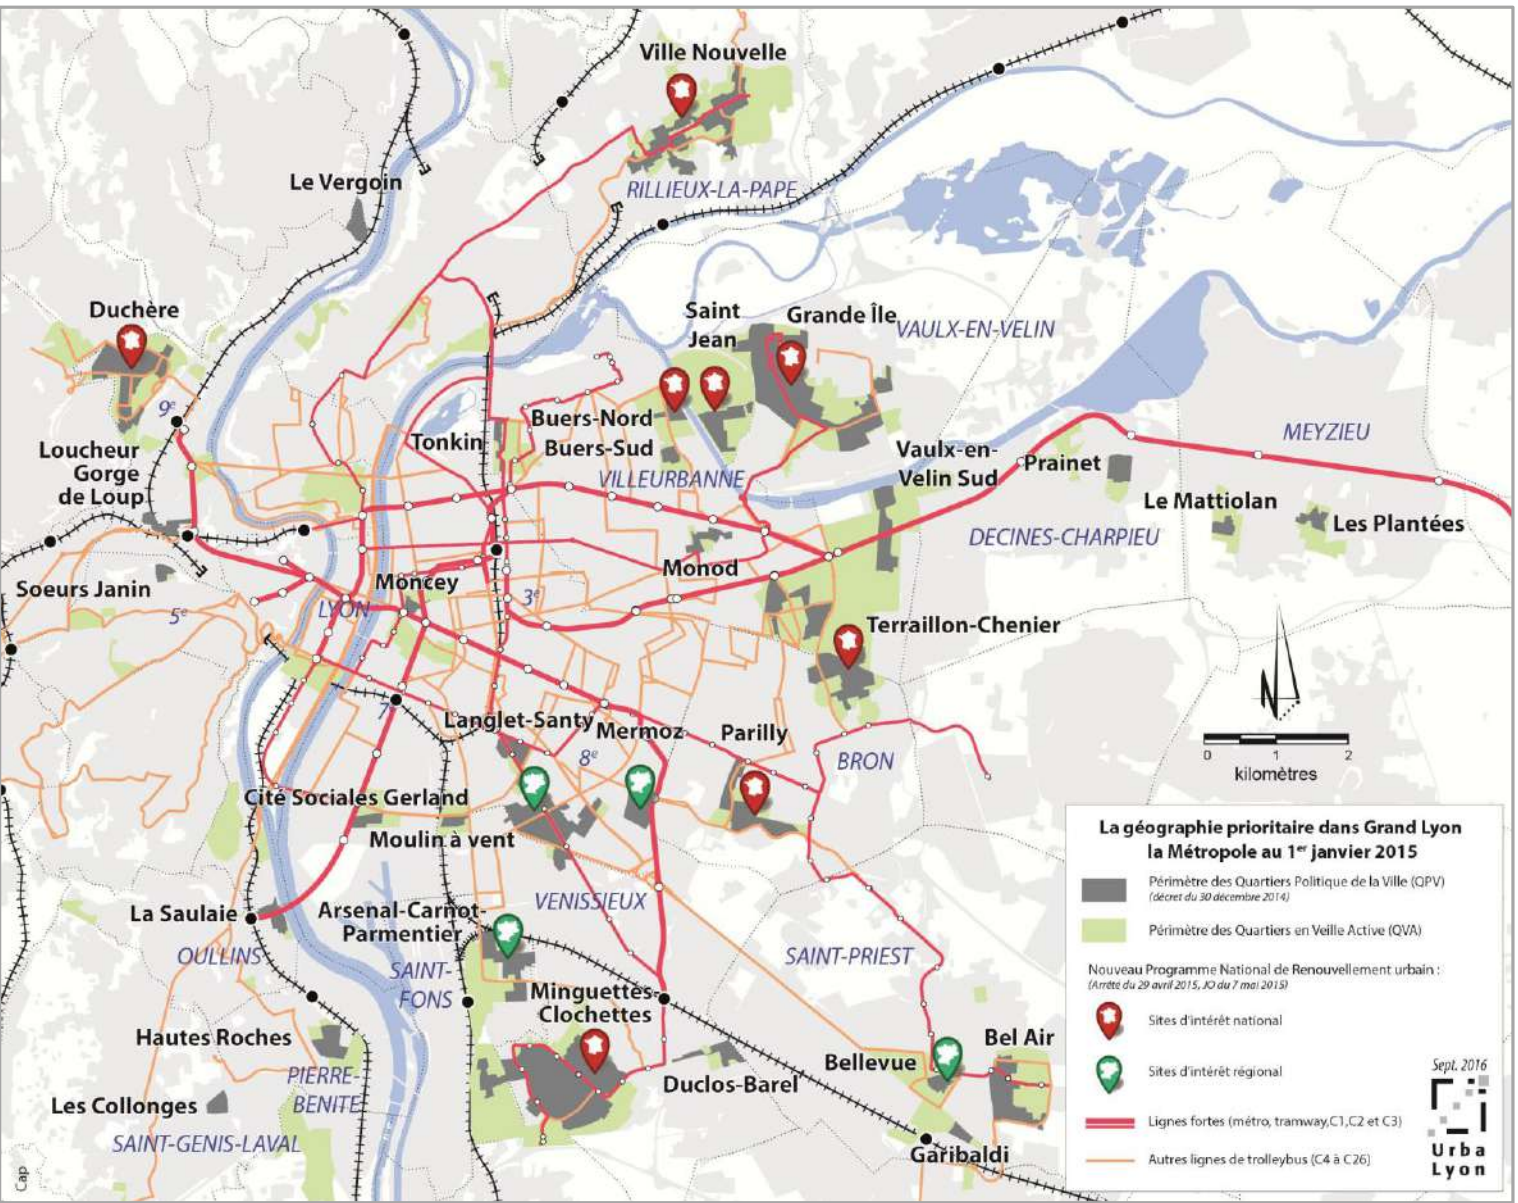 Ville Nouvelle
RILLIEUX-LA-PAPE
Le Vergoin
Duchère
9e
Saint
Jean
Grande Île
VAULX-EN-VELIN
Loucheur
Gorge
de Loup
Tonkin
Buers-Nord
Buers-Sud
VILLEURBANNE
Vaulx-en-
Velin Sud
Prainet
MEYZIEU
Le Mattiolan
Les Plantées
DECINES-CHARPIEU
Soeurs Janin
5e
LYON
Moncey
3e
Monod
Terraillon-Chenier
7
Langlet-Santy
Mermoz
8e
Parilly
BRON
N
0 1 2
kilomètres
Cité Sociales Gerland
Moulin à vent
VENISSIEUX
La Saulaie
OULLINS
Arsenal-Carnot-
Parmentier
SAINT-
FONS
SAINT-PRIEST
Minguettes-
Clochettes
Hautes Roches
PIERRE-
BENITE
Les Collonges
SAINT-GENIS-LAVAL
Duclos-Barel
Bellevue
Bel Air
Garibaldi
Cap
La géographie prioritaire dans Grand Lyon
la Métropole au 1er janvier 2015
Périmètre des Quartiers Politique de la Ville (QPV)
(décret du 30 décembre 2014)
Périmètre des Quartiers en Veille Active (QVA)
Nouveau Programme National de Renouvellement urbain :
(Arrêté du 29 avril 2015, JO du 7 mai 2015)
Sites d'intérêt national
Sites d'intérêt régional
Lignes fortes (métro, tramway,C1,C2 et C3)
Autres lignes de trolleybus (C4 à C26)
Sept. 2016
Urba
Lyon